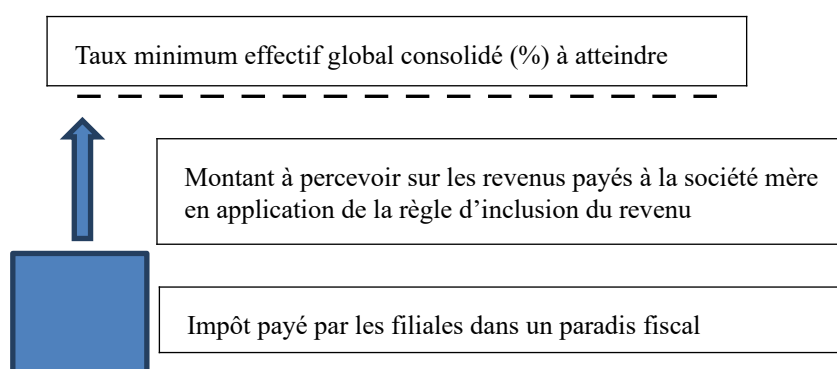 Taux minimum effectif global consolidé (%) à atteindre
Montant à percevoir sur les revenus payés à la société mère
en application de la règle d’inclusion du revenu
Impôt payé par les filiales dans un paradis fiscal